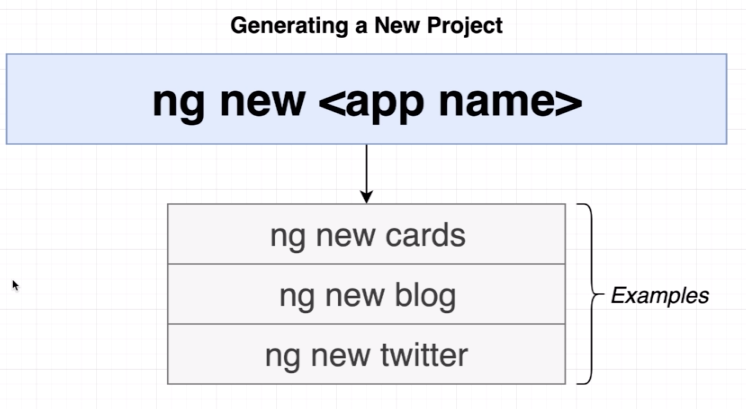 Generating a New Project
ng new <app name>
ng new cards
ng new blog
ng new twitter
Examples